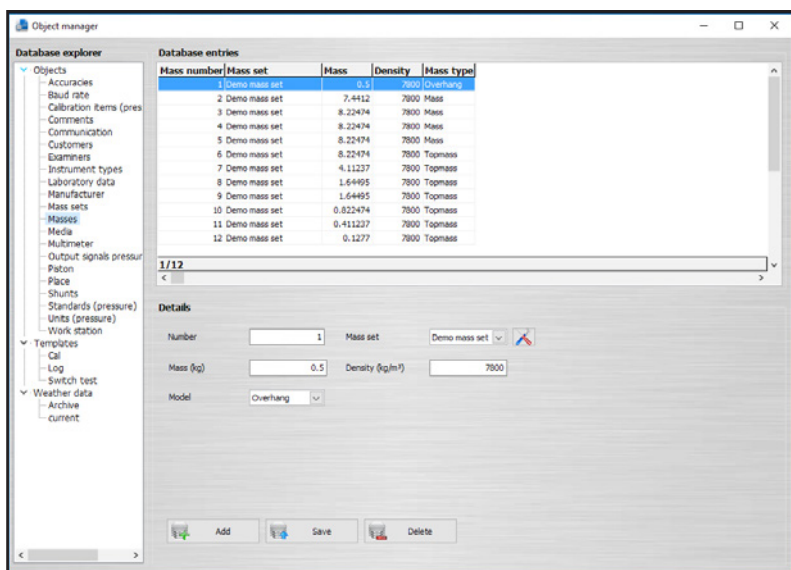 Object manager
Database explorer
Objects
Accuracies
Baud rate
Calibration items (pres
Comments
Communication
Customers
Examiners
Instrument types
Laboratory data
Manufacturer
Mass sets
Masses
Media
Multimeter
Output signals pressur
Piston
Place
Shunts
Standards (pressure)
Units (pressure)
Work station
Templates
Cal
Log
Switch test
Weather data
Archive
current
Database entries
Mass number Mass set Mass Density Mass type
1 Demo mass set 0.5 7800 Overhang
2 Demo mass set 7.4412 7800 Mass
3 Demo mass set 8.22474 7800 Mass
4 Demo mass set 8.22474 7800 Mass
5 Demo mass set 8.22474 7800 Mass
6 Demo mass set 8.22474 7800 Topmass
7 Demo mass set 4.11237 7800 Topmass
8 Demo mass set 1.64495 7800 Topmass
9 Demo mass set 1.64495 7800 Topmass
10 Demo mass set 0.822474 7800 Topmass
11 Demo mass set 0.411237 7800 Topmass
12 Demo mass set 0.1277 7800 Topmass
1/12
Details
Number 1 Mass set Demo mass set
Mass (kg) 0.5 Density (kg/m³) 7800
Model Overhang
Add Save Delete